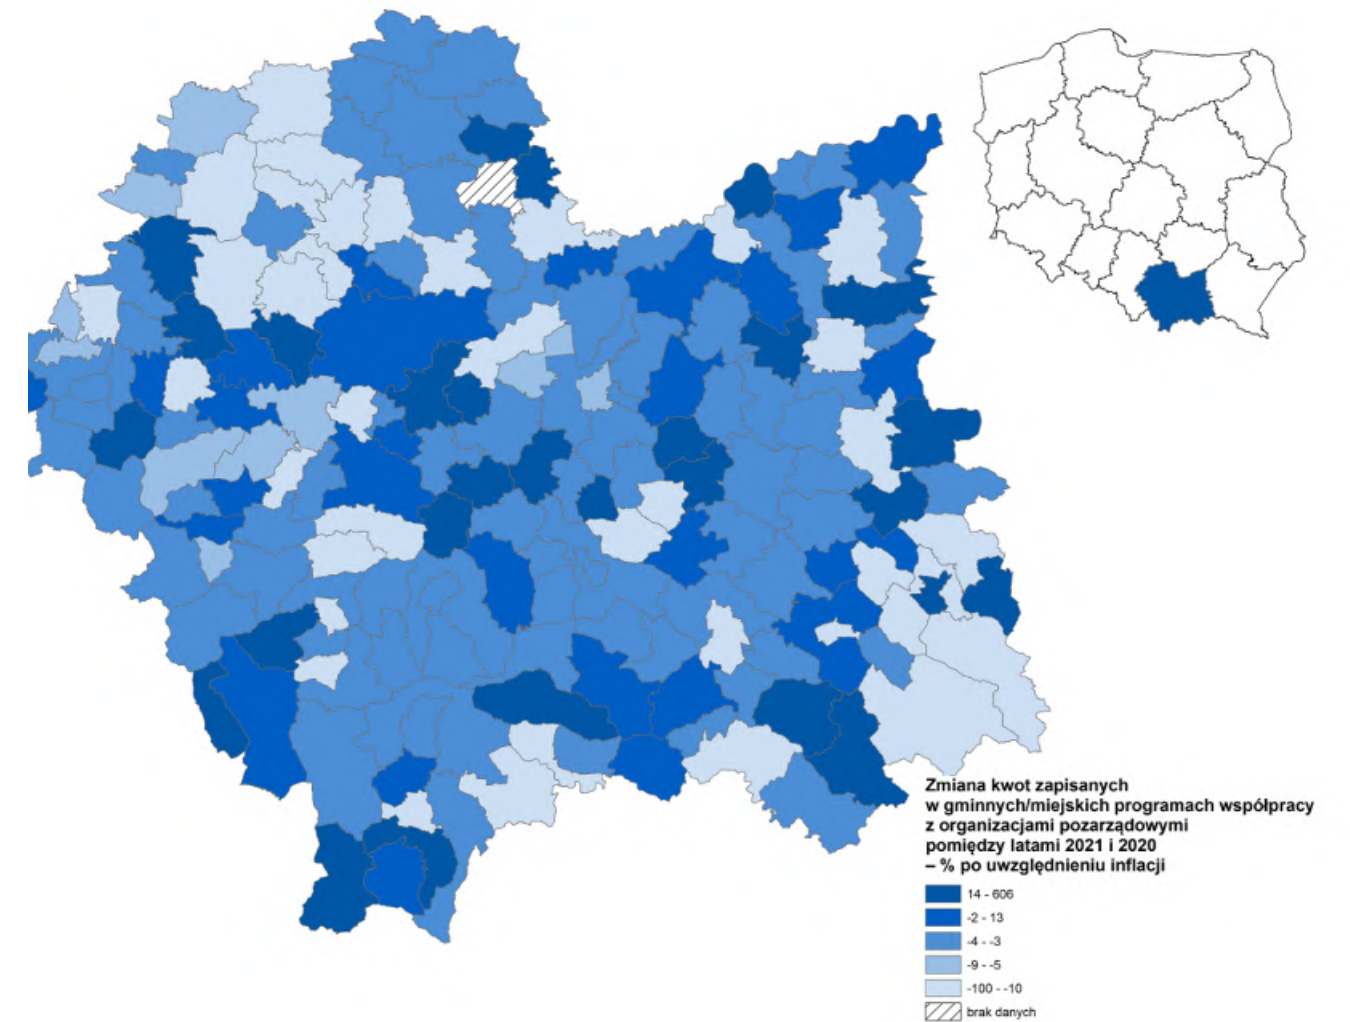 Zmiana kwot zapisanych
w gminnych/miejskich programach współpracy
z organizacjami pozarządowymi
pomiędzy latami 2021 i 2020
– % po uwzględnieniu inflacji
14 - 606
-2 - 13
-4 - -3
-9 - -5
-100 - -10
brak danych